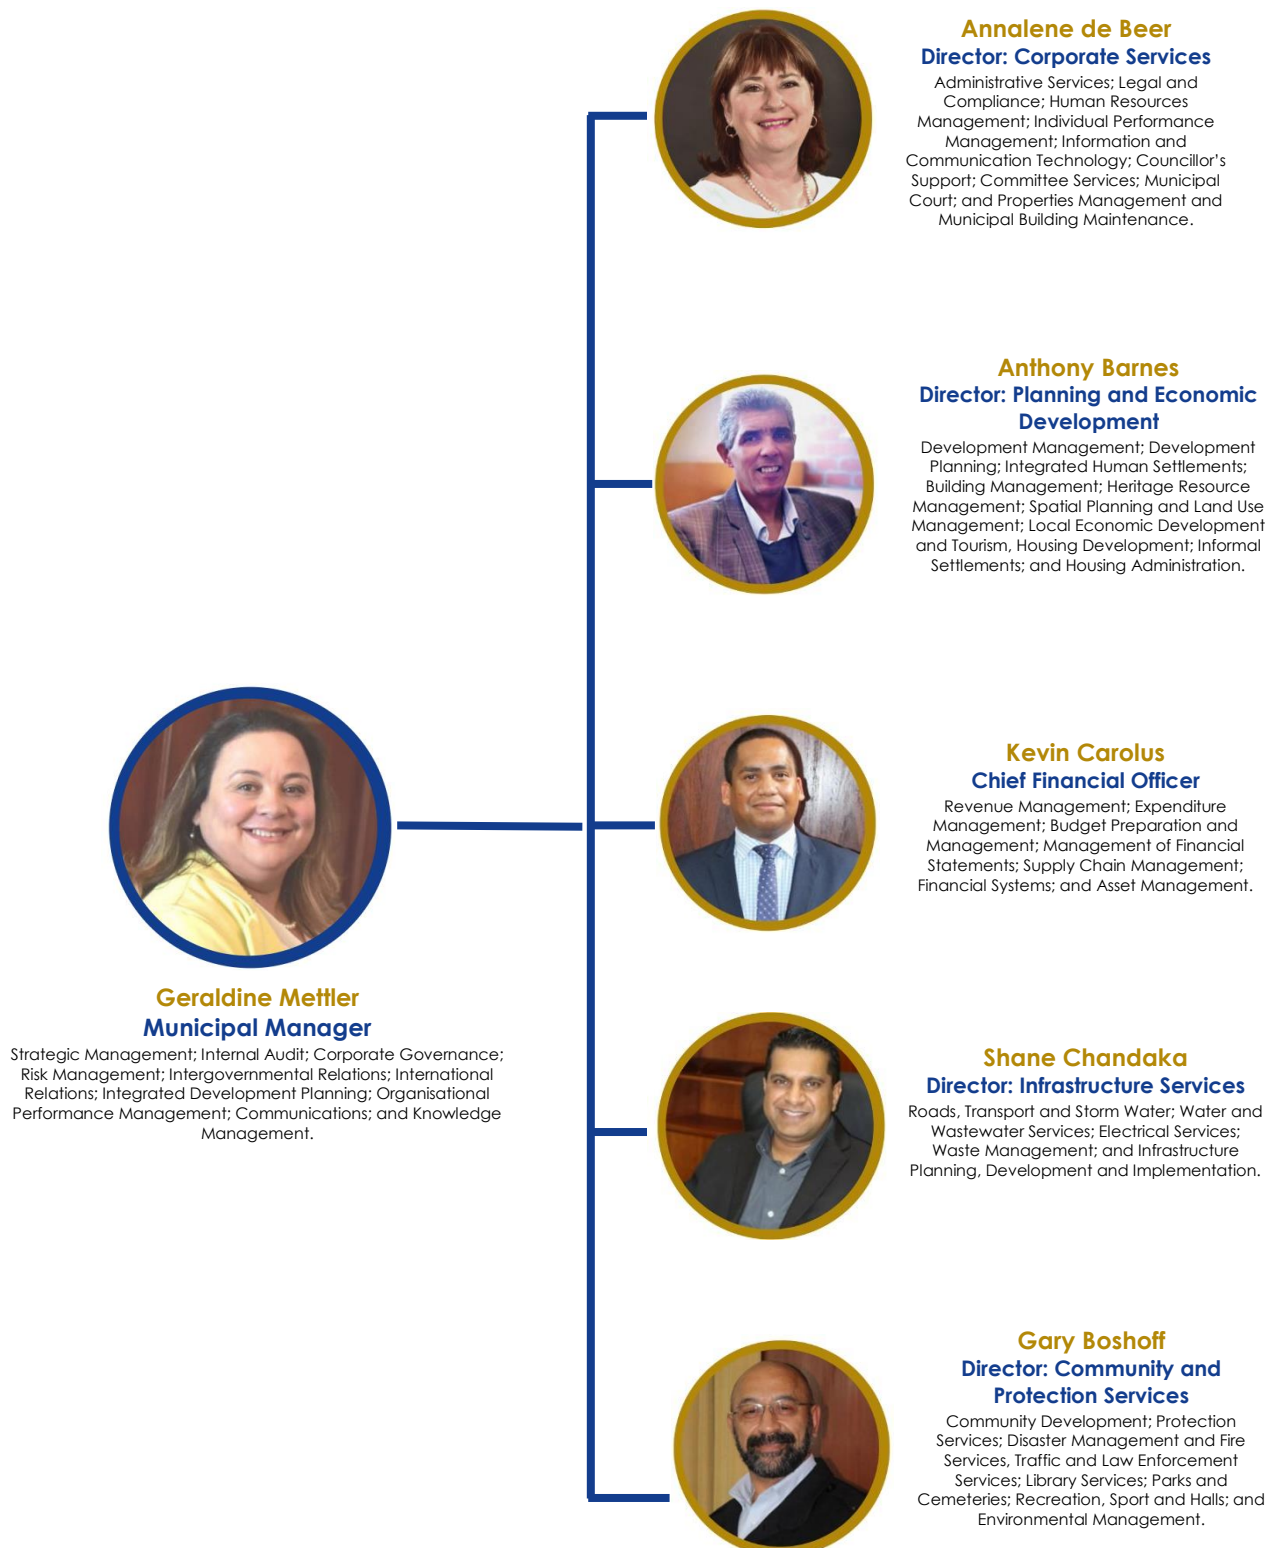 Annalene de Beer
Director: Corporate Services
Administrative Services; Legal and
Compliance; Human Resources
Management; Individual Performance
Management; Information and
Communication Technology; Councillor’s
Support; Committee Services; Municipal
Court; and Properties Management and
Municipal Building Maintenance.
Anthony Barnes
Director: Planning and Economic
Development
Development Management; Development
Planning; Integrated Human Settlements;
Building Management; Heritage Resource
Management; Spatial Planning and Land Use
Management; Local Economic Development
and Tourism, Housing Development; Informal
Settlements; and Housing Administration.
Kevin Carolus
Chief Financial Officer
Revenue Management; Expenditure
Management; Budget Preparation and
Management; Management of Financial
Statements; Supply Chain Management;
Financial Systems; and Asset Management.
Geraldine Mettler
Municipal Manager
Strategic Management; Internal Audit; Corporate Governance;
Risk Management; Intergovernmental Relations; International
Relations; Integrated Development Planning; Organisational
Performance Management; Communications; and Knowledge
Management.
Shane Chandaka
Director: Infrastructure Services
Roads, Transport and Storm Water; Water and
Wastewater Services; Electrical Services;
Waste Management; and Infrastructure
Planning, Development and Implementation.
Gary Boshoff
Director: Community and
Protection Services
Community Development; Protection
Services; Disaster Management and Fire
Services, Traffic and Law Enforcement
Services; Library Services; Parks and
Cemeteries; Recreation, Sport and Halls; and
Environmental Management.